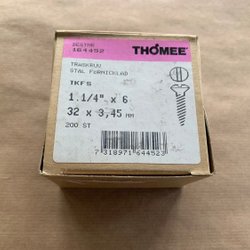 BESTNR
164452
THOMÉE
TRÄSKRUV
STÅL FÖRNICKLAD
TKFS
1.1/4" x 6
32 x 3,45 MM
200 ST
7 318971 644523